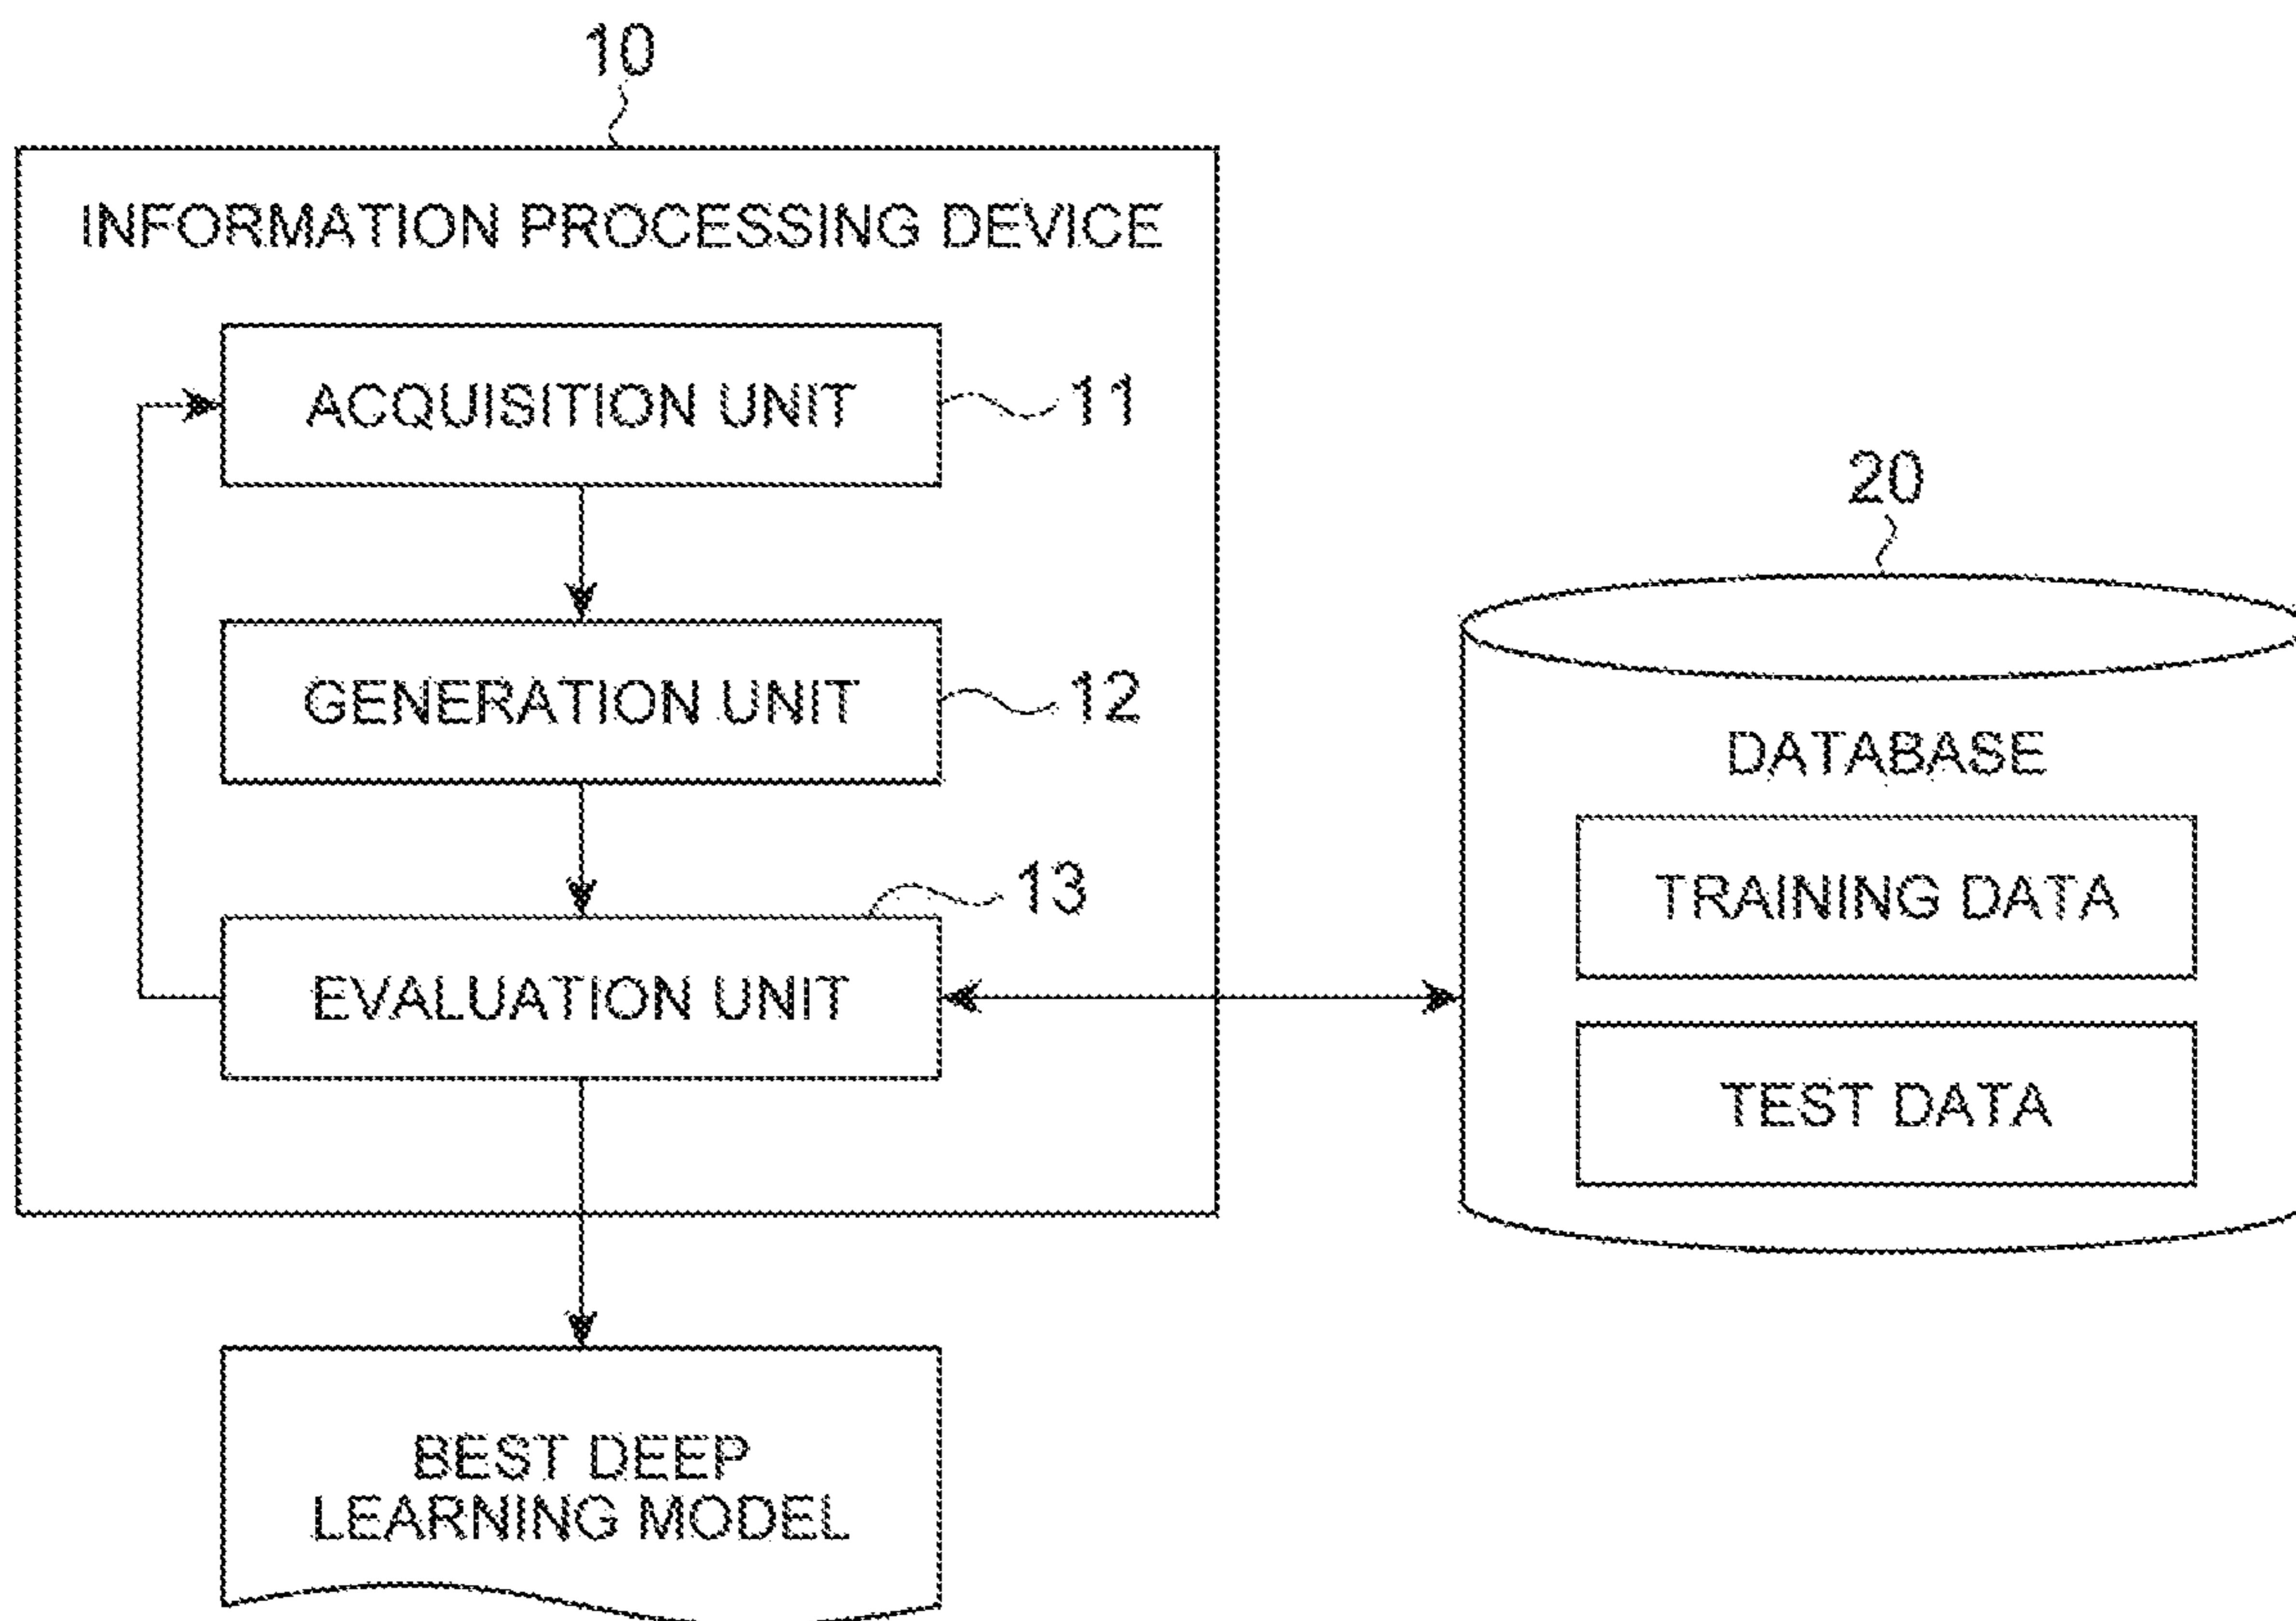 10
INFORMATION PROCESSING DEVICE
ACQUISITION UNIT
11
GENERATION UNIT
12
13
EVALUATION UNIT
BEST DEEP
LEARNING MODEL
20
DATABASE
TRAINING DATA
TEST DATA